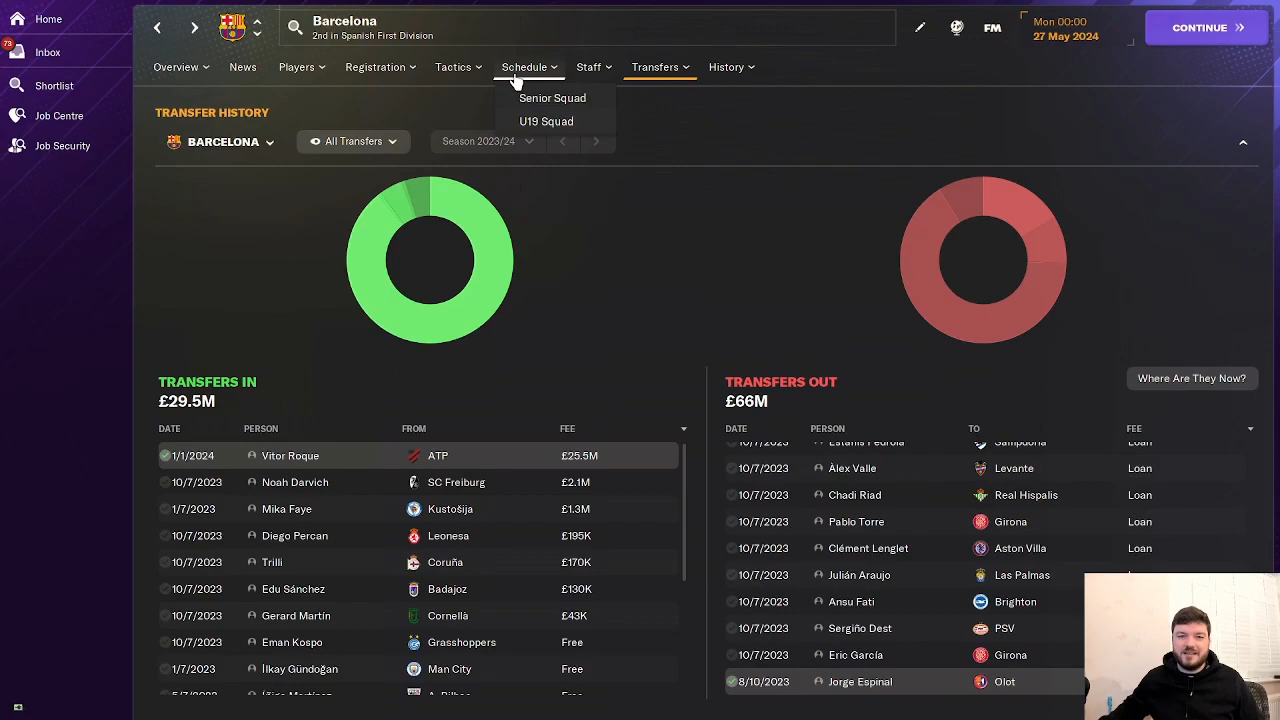 Home
73
Inbox
Shortlist
Job Centre
Job Security
Barcelona
2nd in Spanish First Division
FM
Mon 00:00
27 May 2024
CONTINUE
Overview
News
Players
Registration
Tactics
Schedule
Staff
Transfers
History
Senior Squad
U19 Squad
TRANSFER HISTORY
BARCELONA
All Transfers
Season 2023/24
TRANSFERS IN
£29.5M
DATE PERSON FROM FEE
1/1/2024 Vitor Roque ATP £25.5M
10/7/2023 Noah Darvich SC Freiburg £2.1M
1/7/2023 Mika Faye Kustošija £1.3M
10/7/2023 Diego Percan Leonesa £195K
10/7/2023 Trilli Coruña £170K
10/7/2023 Edu Sánchez Badajoz £130K
10/7/2023 Gerard Martín Cornellà £43K
10/7/2023 Eman Kospo Grasshoppers Free
1/7/2023 İlkay Gündoğan Man City Free
TRANSFERS OUT
£66M
Where Are They Now?
DATE PERSON TO FEE
10/7/2023 Estanis Pedrola Sampdoria Loan
10/7/2023 Àlex Valle Levante Loan
10/7/2023 Chadi Riad Real Hispalis Loan
10/7/2023 Pablo Torre Girona Loan
10/7/2023 Clément Lenglet Aston Villa Loan
10/7/2023 Julián Araujo Las Palmas
10/7/2023 Ansu Fati Brighton
10/7/2023 Sergiño Dest PSV
10/7/2023 Eric García Girona
8/10/2023 Jorge Espinal Olot